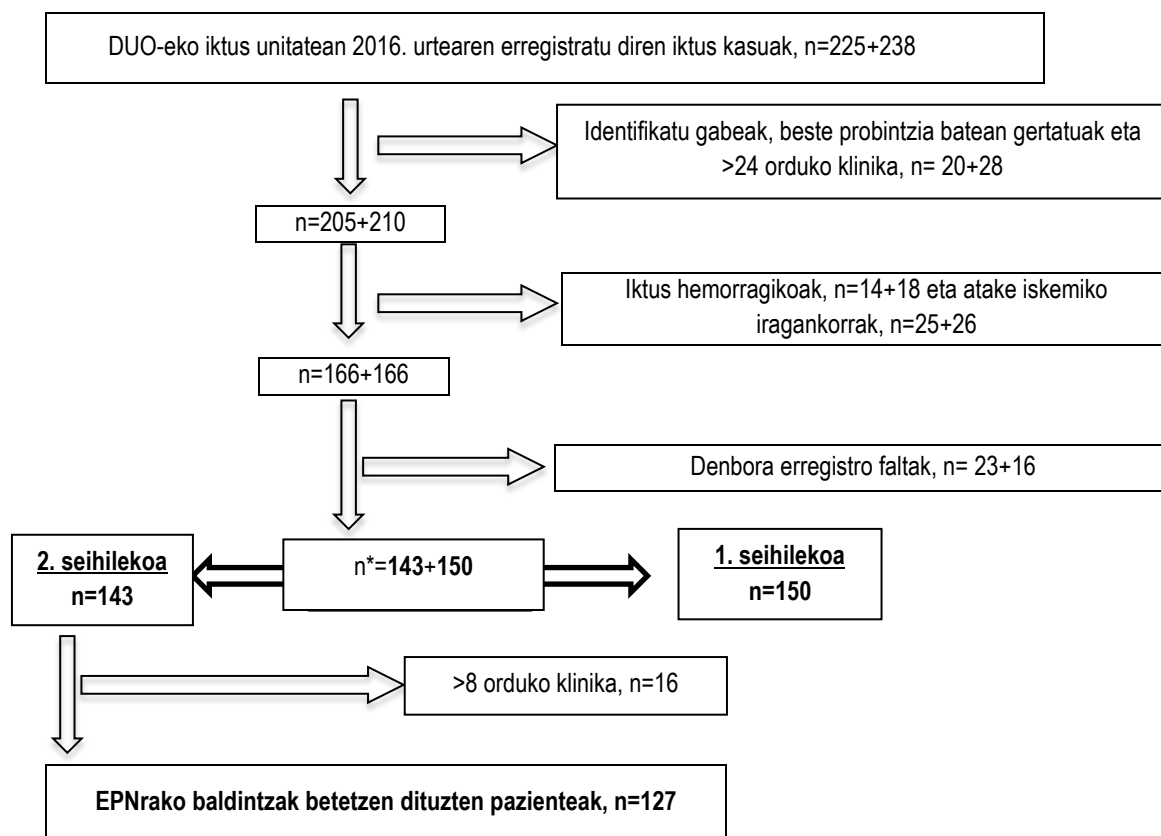 DUO-eko iktus unitatean 2016. urtearen erregistratu diren iktus kasuak, n=225+238
Identifikatu gabeak, beste probintzia batean gertatuak eta
>24 orduko klinika, n= 20+28
n=205+210
Iktus hemorragikoak, n=14+18 eta atake iskemiko
iragankorrak, n=25+26
n=166+166
Denbora erregistro faltak, n= 23+16
2. seihilekoa
n=143
n*=143+150
1. seihilekoa
n=150
>8 orduko klinika, n=16
EPNrako baldintzak betetzen dituzten pazienteak, n=127